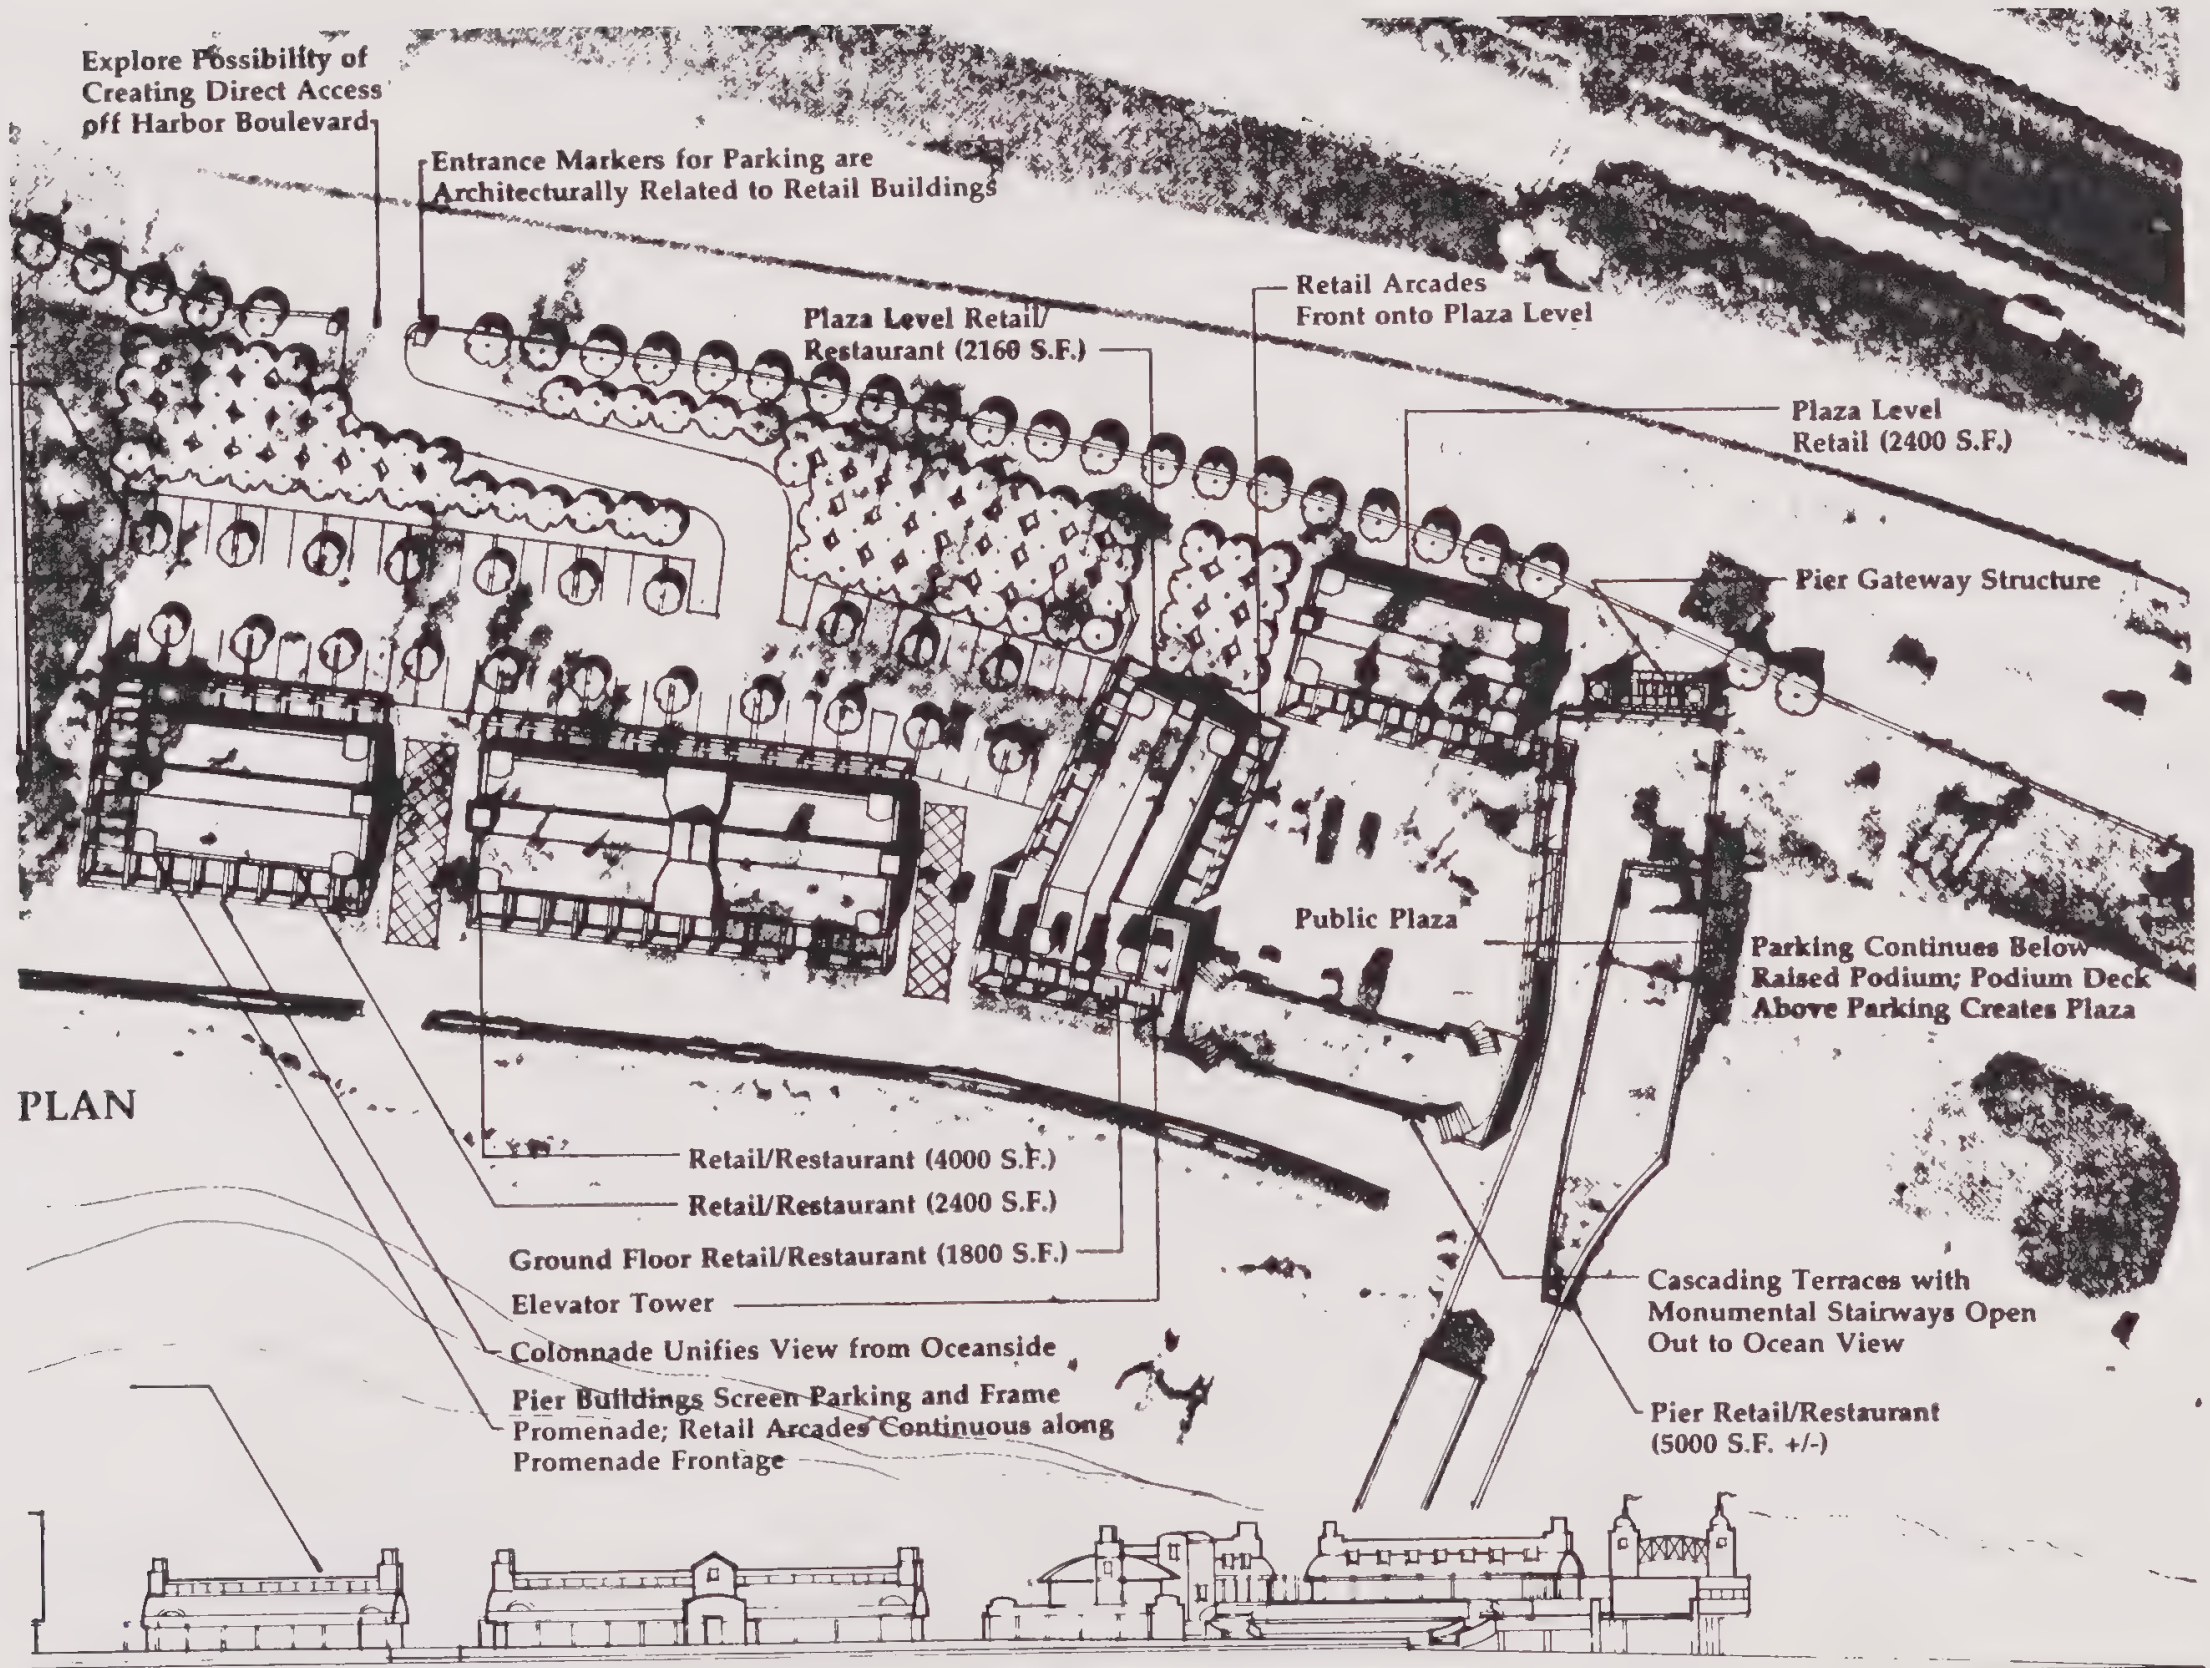 Explore Possibility of
Creating Direct Access
off Harbor Boulevard
Entrance Markers for Parking are
Architecturally Related to Retail Buildings
Retail Arcades
Front onto Plaza Level
Plaza Level Retail/
Restaurant (2160 S.F.)
Plaza Level
Retail (2400 S.F.)
Pier Gateway Structure
Public Plaza
Parking Continues Below
Raised Podium; Podium Deck
Above Parking Creates Plaza
PLAN
Retail/Restaurant (4000 S.F.)
Retail/Restaurant (2400 S.F.)
Ground Floor Retail/Restaurant (1800 S.F.)
Elevator Tower
Colonnade Unifies View from Oceanside
Pier Buildings Screen Parking and Frame
Promenade; Retail Arcades Continuous along
Promenade Frontage
Cascading Terraces with
Monumental Stairways Open
Out to Ocean View
Pier Retail/Restaurant
(5000 S.F. +/-)